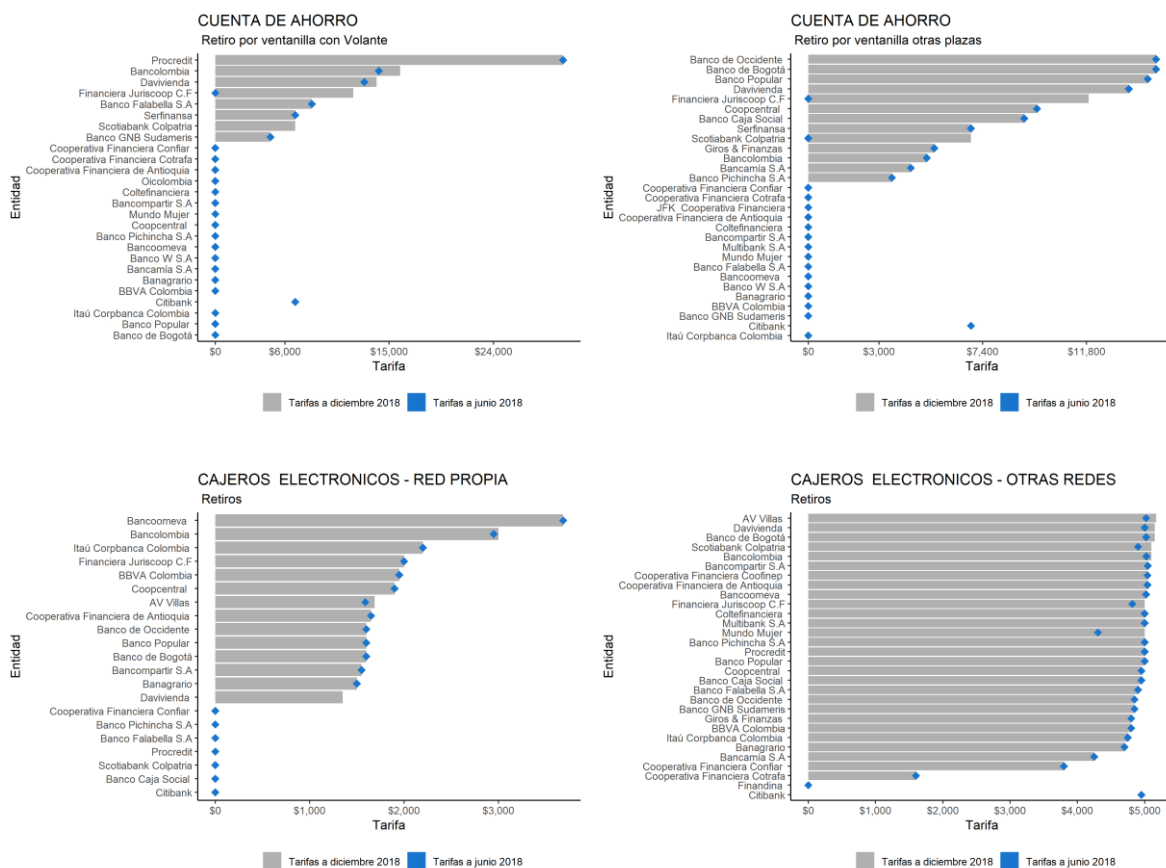 CUENTA DE AHORRO
Retiro por ventanilla con Volante
Entidad
Procredit
Bancolombia
Davivienda
Financiera Juriscoop C.F
Banco Falabella S.A
Serfinansa
Scotiabank Colpatria
Banco GNB Sudameris
Cooperativa Financiera Confiar
Cooperativa Financiera Cotrafa
Cooperativa Financiera de Antioquia
Oicolombia
Coltefinanciera
Bancompartir S.A
Mundo Mujer
Coopcentral
Banco Pichincha S.A
Bancoomeva
Banco W S.A
Bancamía S.A
Banagrario
BBVA Colombia
Citibank
Itaú Corpbanca Colombia
Banco Popular
Banco de Bogotá
$0 $6,000 $15,000 $24,000
Tarifa
Tarifas a diciembre 2018 Tarifas a junio 2018
CUENTA DE AHORRO
Retiro por ventanilla otras plazas
Entidad
Banco de Occidente
Banco de Bogotá
Banco Popular
Davivienda
Financiera Juriscoop C.F
Coopcentral
Banco Caja Social
Serfinansa
Scotiabank Colpatria
Giros & Finanzas
Bancolombia
Bancamía S.A
Banco Pichincha S.A
Cooperativa Financiera Confiar
Cooperativa Financiera Cotrafa
JFK Cooperativa Financiera
Cooperativa Financiera de Antioquia
Coltefinanciera
Bancompartir S.A
Multibank S.A
Mundo Mujer
Banco Falabella S.A
Bancoomeva
Banco W S.A
Banagrario
BBVA Colombia
Banco GNB Sudameris
Citibank
Itaú Corpbanca Colombia
$0 $3,000 $7,400 $11,800
Tarifa
Tarifas a diciembre 2018 Tarifas a junio 2018
CAJEROS ELECTRONICOS - RED PROPIA
Retiros
Entidad
Bancoomeva
Bancolombia
Itaú Corpbanca Colombia
Financiera Juriscoop C.F
BBVA Colombia
Coopcentral
AV Villas
Cooperativa Financiera de Antioquia
Banco de Occidente
Banco Popular
Banco de Bogotá
Bancompartir S.A
Banagrario
Davivienda
Cooperativa Financiera Confiar
Banco Pichincha S.A
Banco Falabella S.A
Procredit
Scotiabank Colpatria
Banco Caja Social
Citibank
$0 $1,000 $2,000 $3,000
Tarifa
Tarifas a diciembre 2018 Tarifas a junio 2018
CAJEROS ELECTRONICOS - OTRAS REDES
Retiros
Entidad
AV Villas
Davivienda
Banco de Bogotá
Scotiabank Colpatria
Bancolombia
Bancompartir S.A
Cooperativa Financiera Coofinep
Cooperativa Financiera de Antioquia
Bancoomeva
Financiera Juriscoop C.F
Coltefinanciera
Multibank S.A
Mundo Mujer
Banco Pichincha S.A
Procredit
Banco Popular
Coopcentral
Banco Caja Social
Banco Falabella S.A
Banco de Occidente
Banco GNB Sudameris
Giros & Finanzas
BBVA Colombia
Itaú Corpbanca Colombia
Banagrario
Bancamía S.A
Cooperativa Financiera Confiar
Cooperativa Financiera Cotrafa
Finandina
Citibank
$0 $1,000 $2,000 $3,000 $4,000 $5,000
Tarifa
Tarifas a diciembre 2018 Tarifas a junio 2018